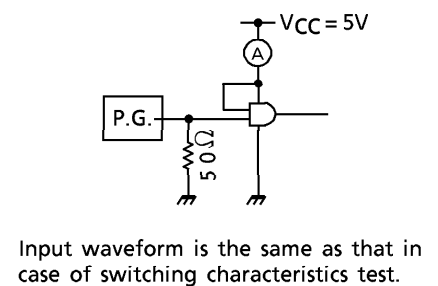 VCC = 5V
A
P.G.
50Ω
Input waveform is the same as that in
case of switching characteristics test.